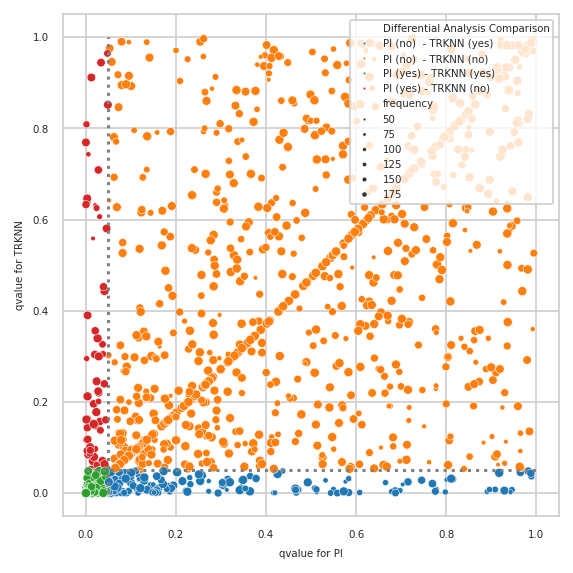 Differential Analysis Comparison
PI (no) - TRKNN (yes)
PI (no) - TRKNN (no)
PI (yes) - TRKNN (yes)
PI (yes) - TRKNN (no)
frequency
50
75
100
125
150
175
1.0
0.8
0.6
0.4
0.2
0.0
qvalue for TRKNN
0.0 0.2 0.4 0.6 0.8 1.0
qvalue for PI